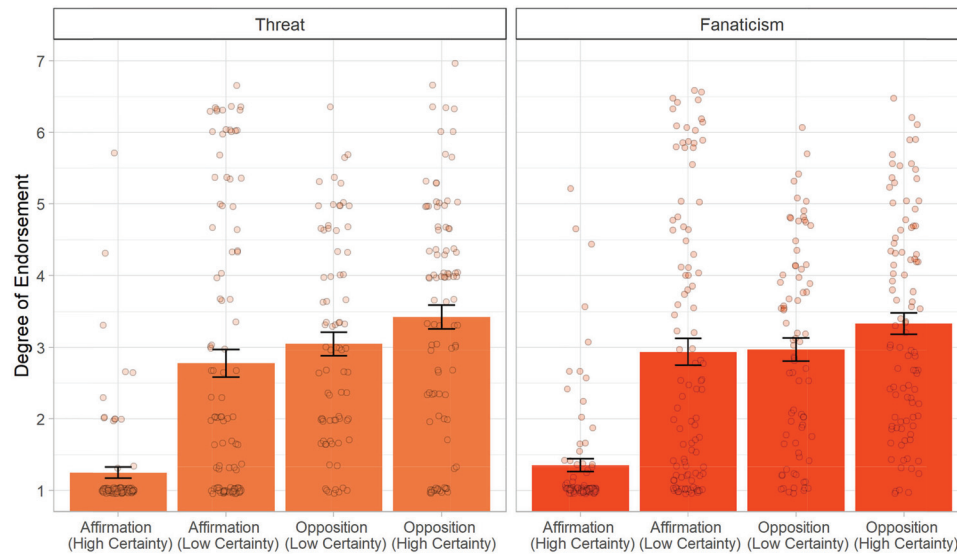 Threat
Fanaticism
Degree of Endorsement
7
6
5
4
3
2
1
Affirmation
(High Certainty)
Affirmation
(Low Certainty)
Opposition
(Low Certainty)
Opposition
(High Certainty)
Affirmation
(High Certainty)
Affirmation
(Low Certainty)
Opposition
(Low Certainty)
Opposition
(High Certainty)